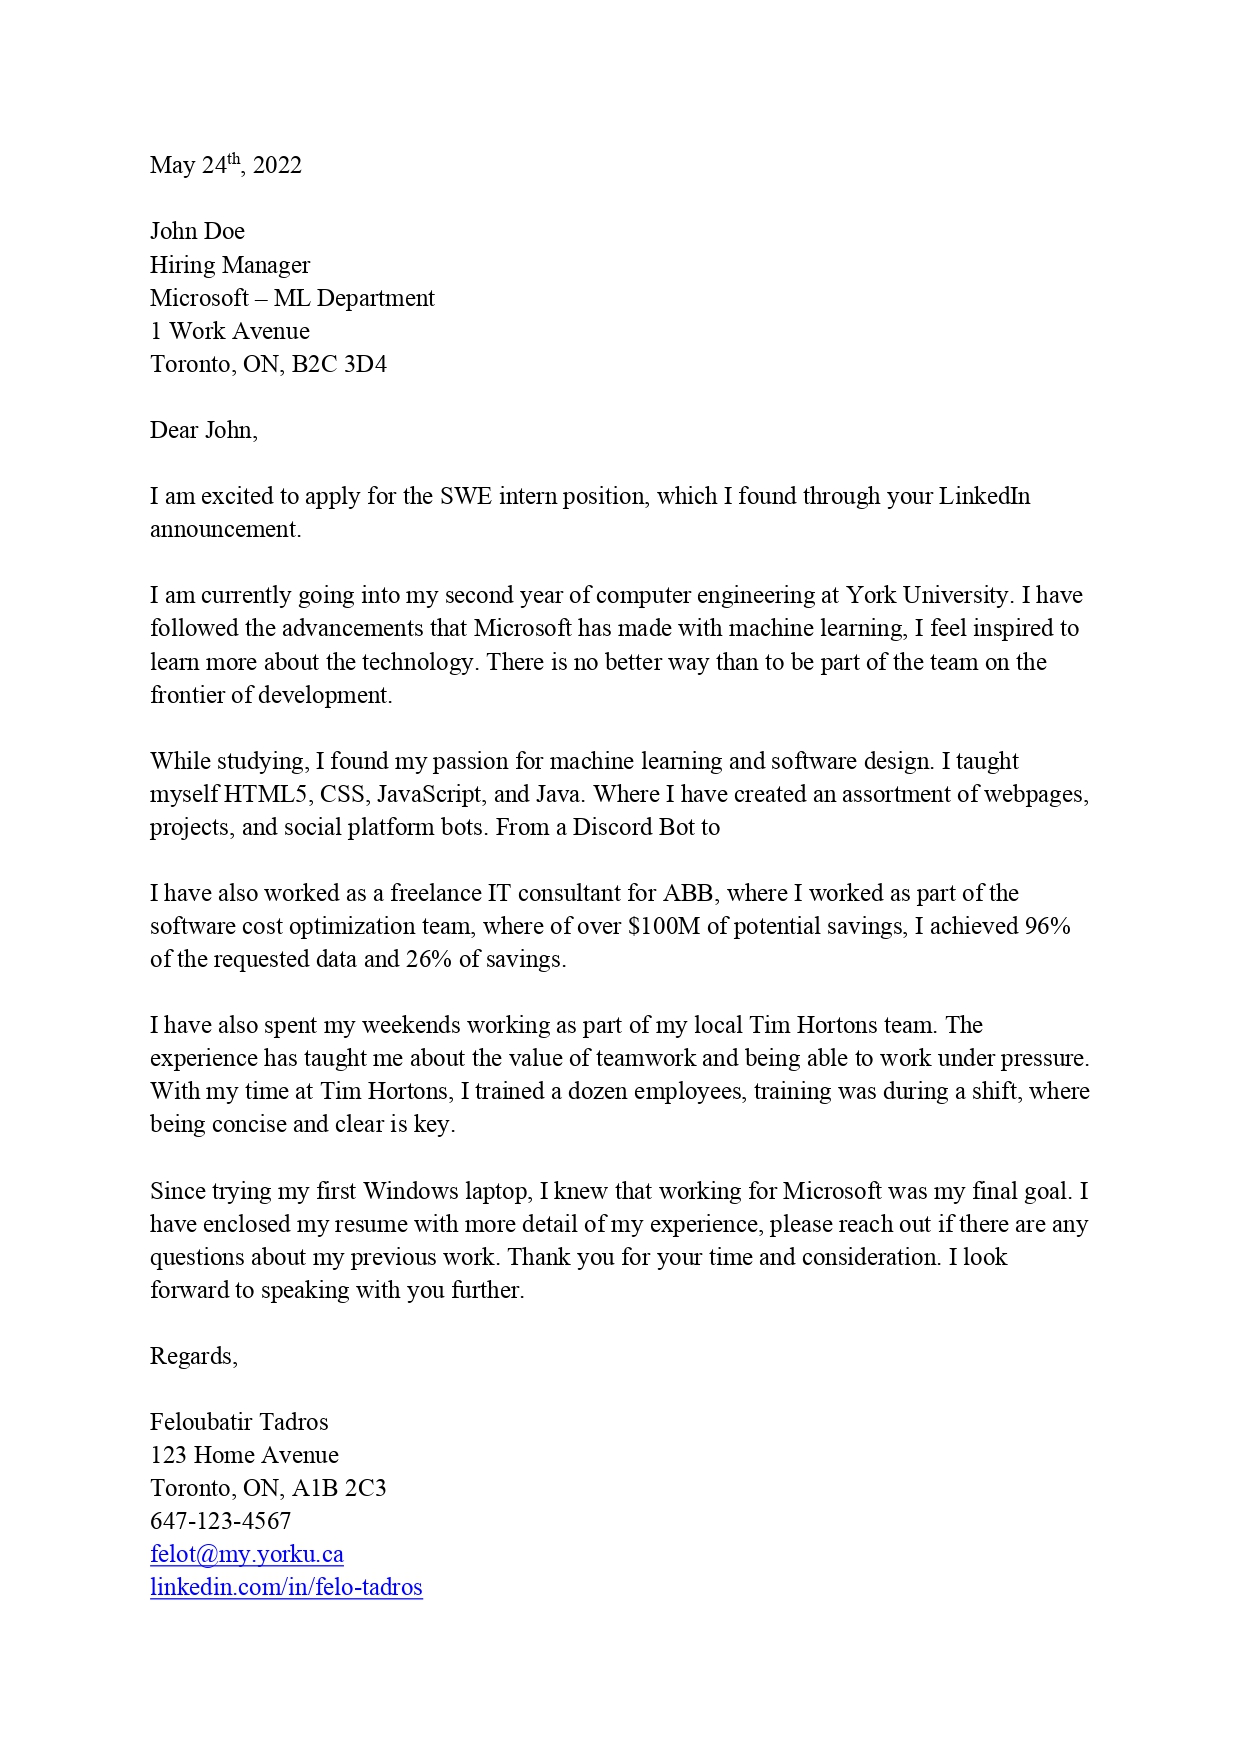 May 24th, 2022
John Doe
Hiring Manager
Microsoft – ML Department
1 Work Avenue
Toronto, ON, B2C 3D4
Dear John,
I am excited to apply for the SWE intern position, which I found through your LinkedIn
announcement.
I am currently going into my second year of computer engineering at York University. I have
followed the advancements that Microsoft has made with machine learning, I feel inspired to
learn more about the technology. There is no better way than to be part of the team on the
frontier of development.
While studying, I found my passion for machine learning and software design. I taught
myself HTML5, CSS, JavaScript, and Java. Where I have created an assortment of webpages,
projects, and social platform bots. From a Discord Bot to
I have also worked as a freelance IT consultant for ABB, where I worked as part of the
software cost optimization team, where of over $100M of potential savings, I achieved 96%
of the requested data and 26% of savings.
I have also spent my weekends working as part of my local Tim Hortons team. The
experience has taught me about the value of teamwork and being able to work under pressure.
With my time at Tim Hortons, I trained a dozen employees, training was during a shift, where
being concise and clear is key.
Since trying my first Windows laptop, I knew that working for Microsoft was my final goal. I
have enclosed my resume with more detail of my experience, please reach out if there are any
questions about my previous work. Thank you for your time and consideration. I look
forward to speaking with you further.
Regards,
Feloubatir Tadros
123 Home Avenue
Toronto, ON, A1B 2C3
647-123-4567
felot@my.yorku.ca
linkedin.com/in/felo-tadros